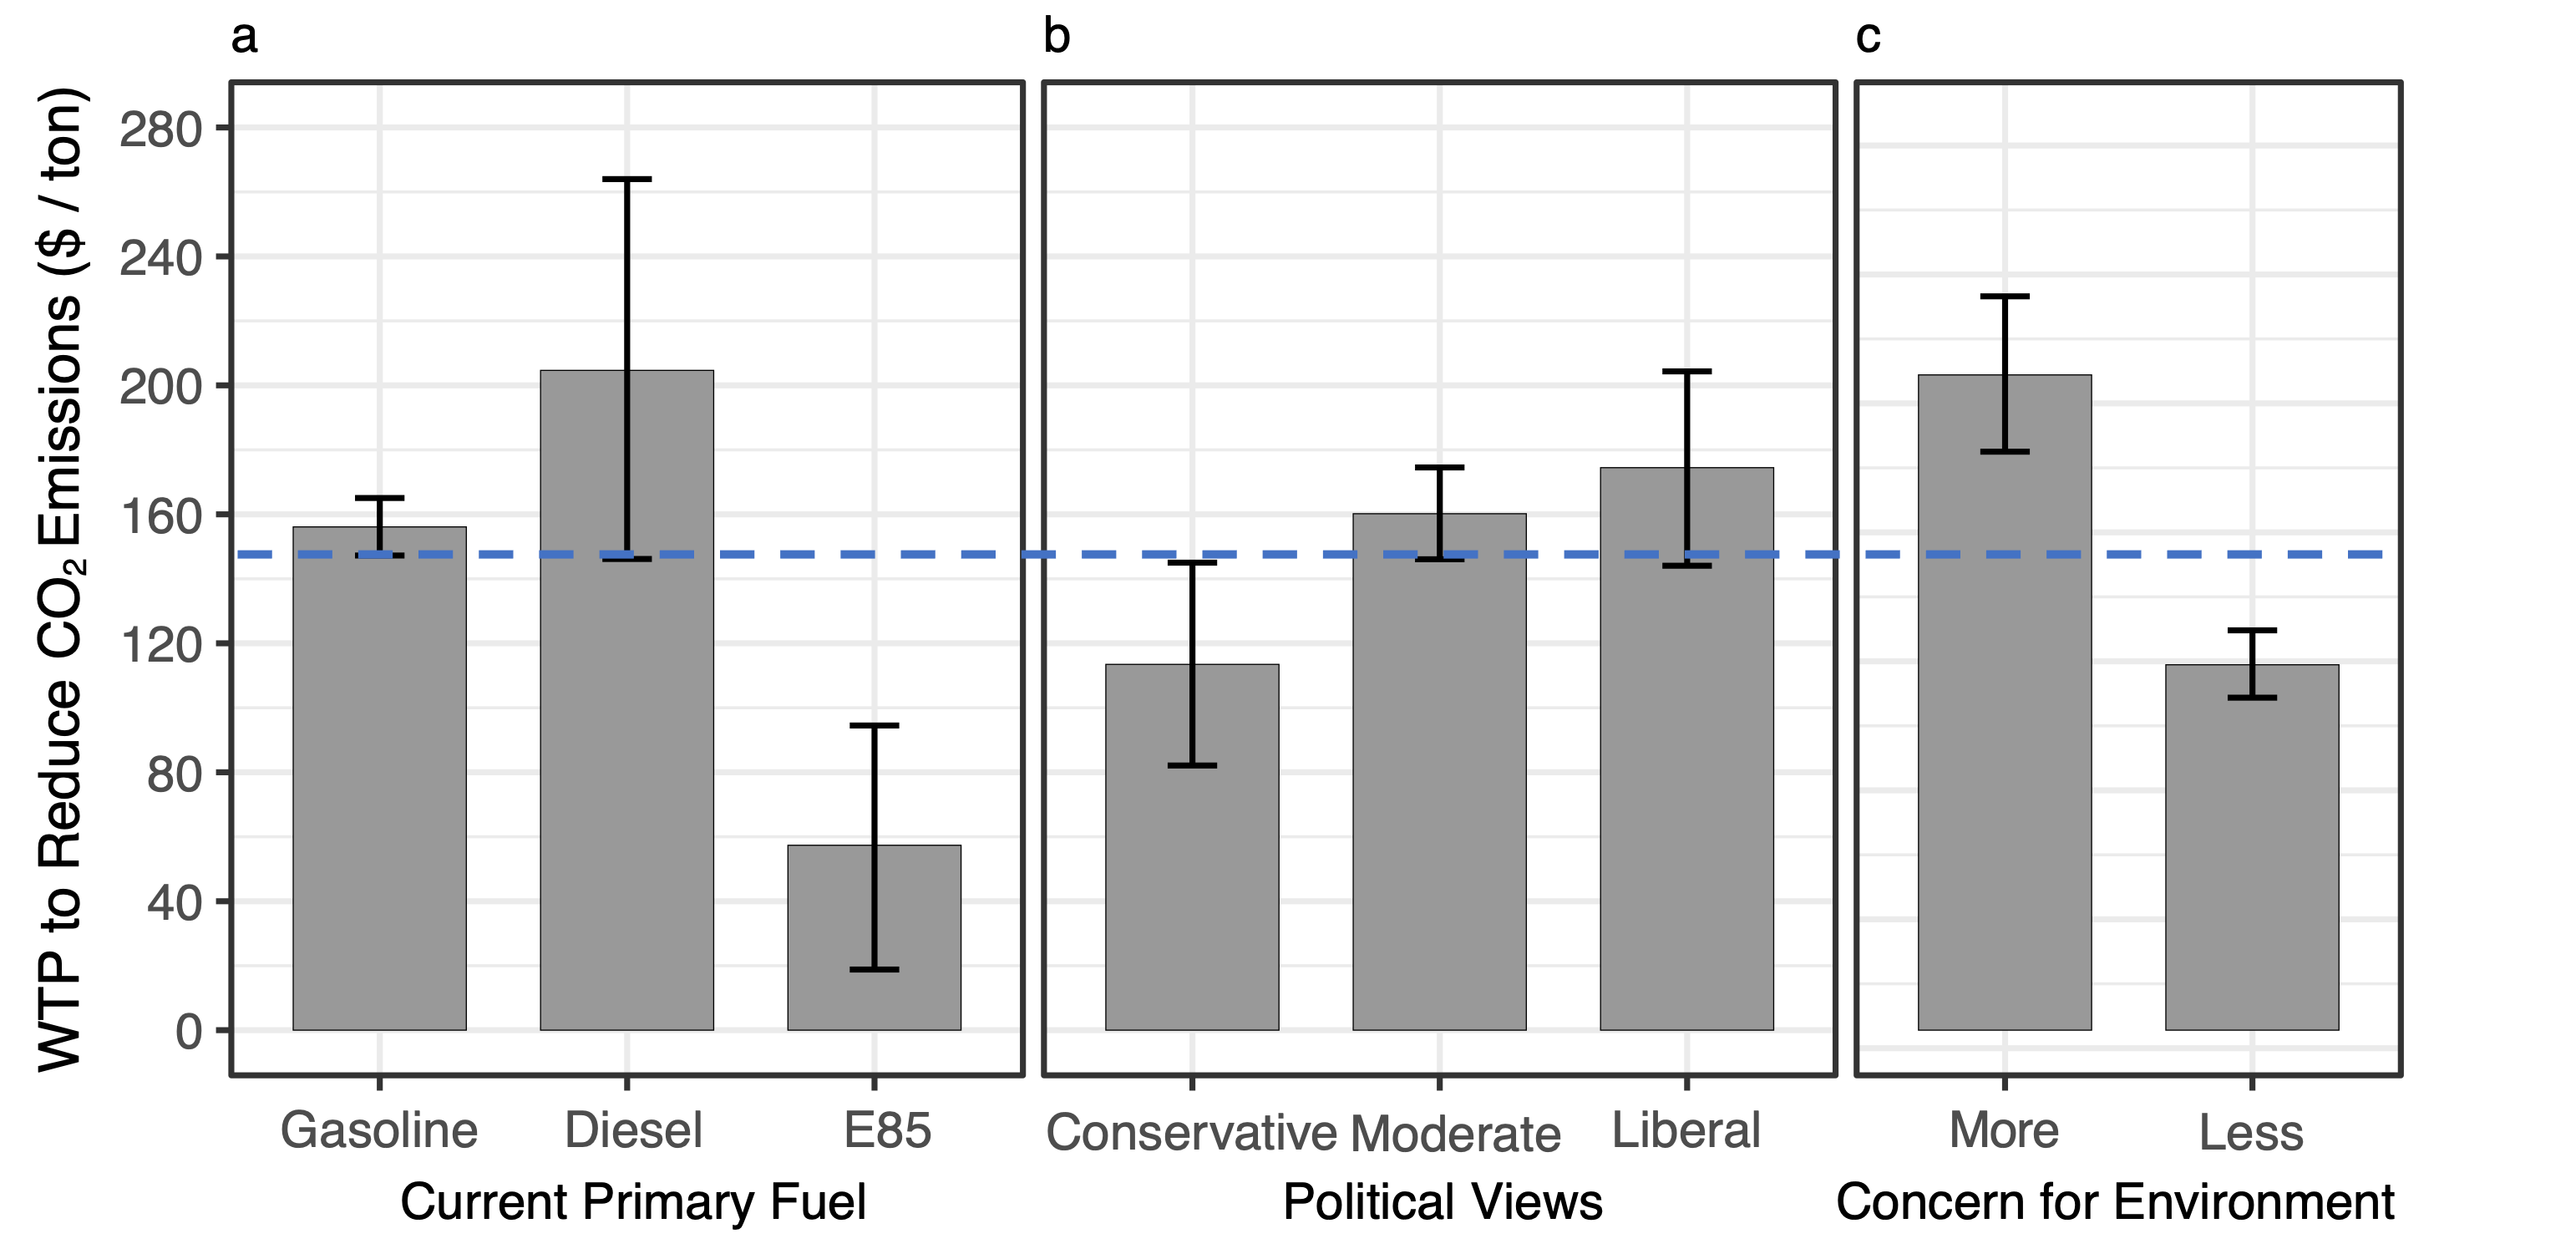 a
b
c
WTP to Reduce CO₂ Emissions ($ / ton)
280
240
200
160
120
80
40
0
Gasoline Diesel E85
Conservative Moderate Liberal
More Less
Current Primary Fuel
Political Views
Concern for Environment